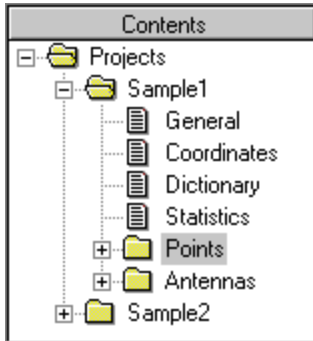 Contents
Projects
Sample1
General
Coordinates
Dictionary
Statistics
Points
Antennas
Sample2